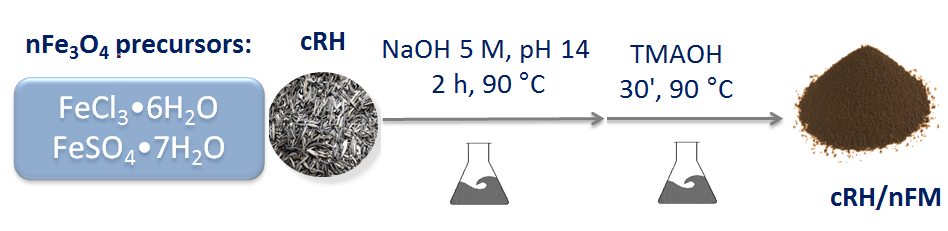 nFe₃O₄ precursors:
FeCl₃•6H₂O
FeSO₄•7H₂O
cRH
NaOH 5 M, pH 14
2 h, 90 °C
TMAOH
30', 90 °C
cRH/nFM